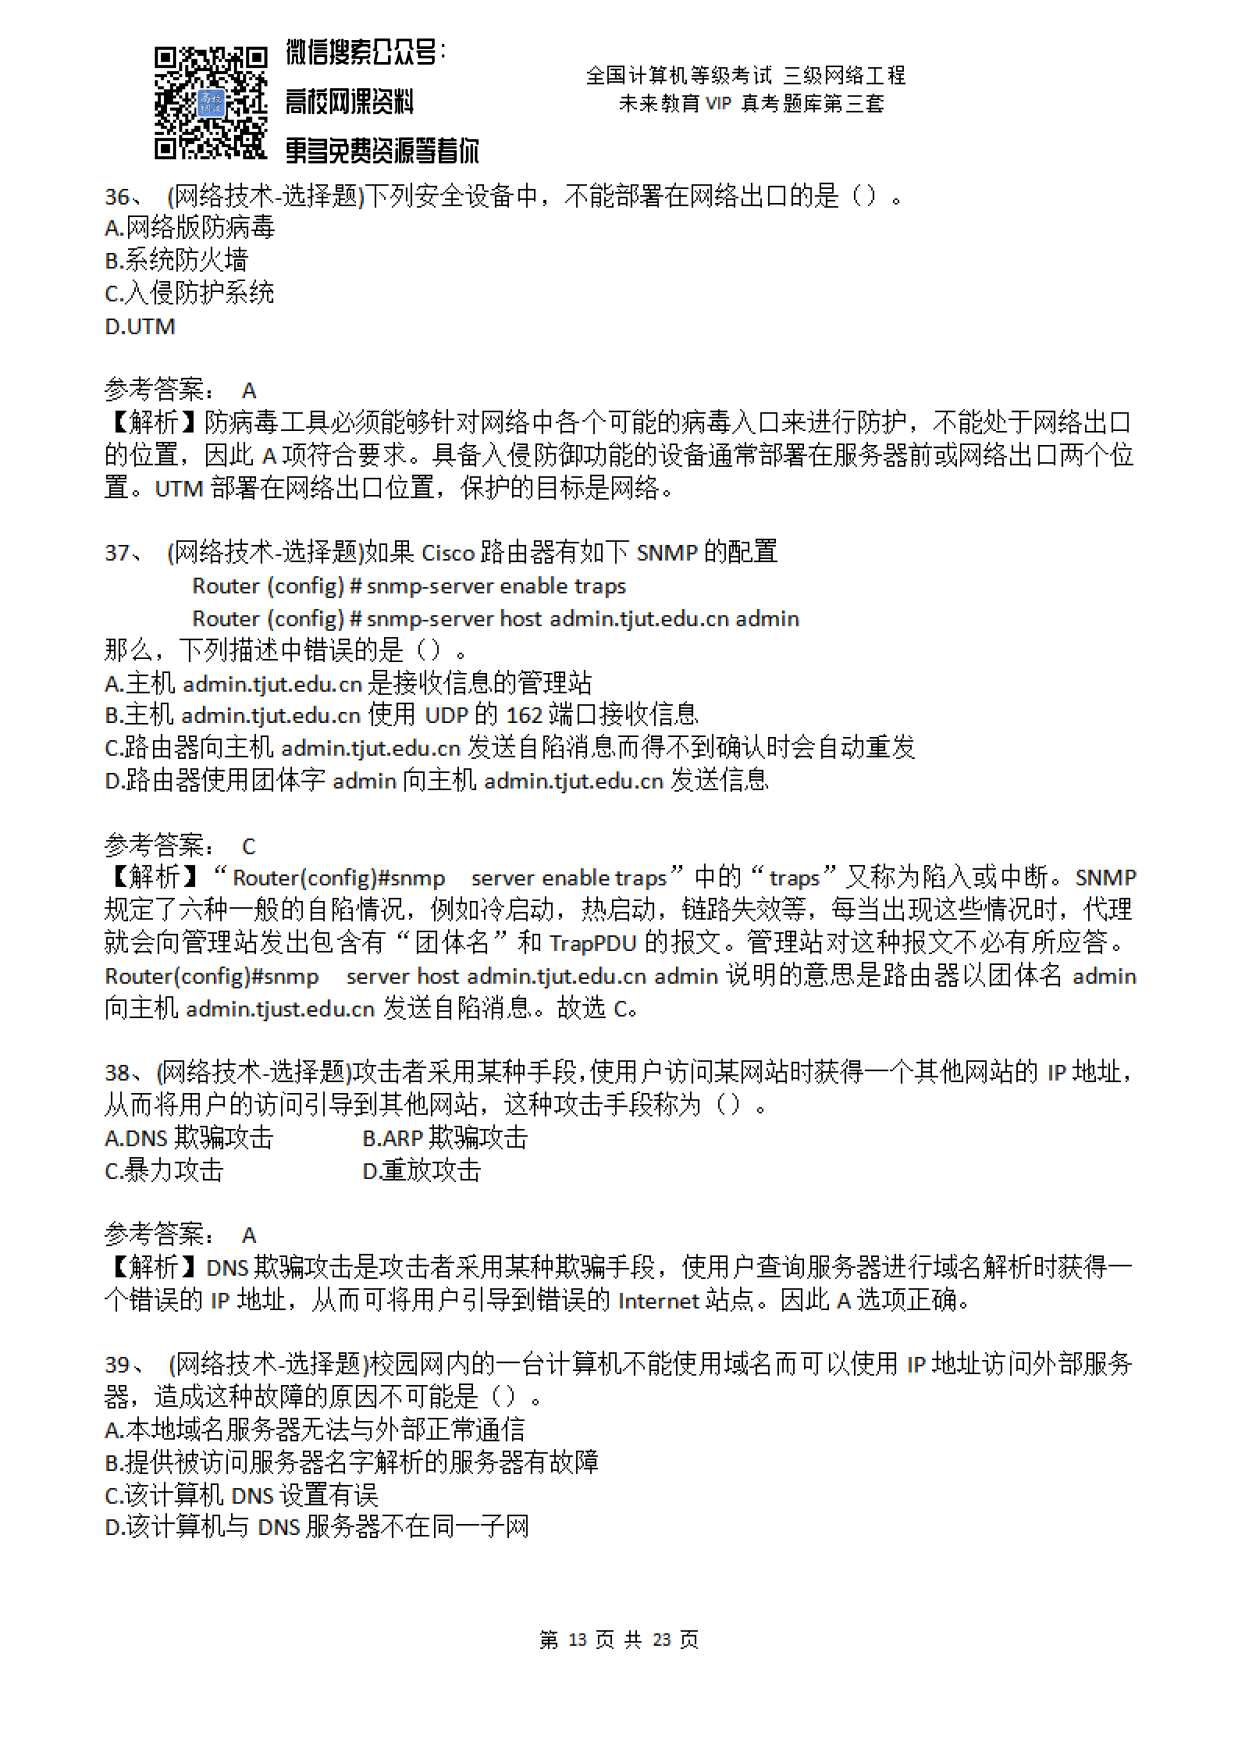 微信搜索公众号：
高校网课资料
更多免费资源等着你
全国计算机等级考试 三级网络工程
未来教育 VIP 真考题库第三套
36、 (网络技术-选择题)下列安全设备中，不能部署在网络出口的是（）。
A.网络版防病毒
B.系统防火墙
C.入侵防护系统
D.UTM
参考答案： A
【解析】防病毒工具必须能够针对网络中各个可能的病毒入口来进行防护，不能处于网络出口
的位置，因此 A 项符合要求。具备入侵防御功能的设备通常部署在服务器前或网络出口两个位
置。UTM 部署在网络出口位置，保护的目标是网络。
37、 (网络技术-选择题)如果 Cisco 路由器有如下 SNMP 的配置
Router (config) # snmp-server enable traps
Router (config) # snmp-server host admin.tjut.edu.cn admin
那么，下列描述中错误的是（）。
A.主机 admin.tjut.edu.cn 是接收信息的管理站
B.主机 admin.tjut.edu.cn 使用 UDP 的 162 端口接收信息
C.路由器向主机 admin.tjut.edu.cn 发送自陷消息而得不到确认时会自动重发
D.路由器使用团体字 admin 向主机 admin.tjut.edu.cn 发送信息
参考答案： C
【解析】“Router(config)#snmp server enable traps”中的“traps”又称为陷入或中断。SNMP
规定了六种一般的自陷情况，例如冷启动，热启动，链路失效等，每当出现这些情况时，代理
就会向管理站发出包含有“团体名”和 TrapPDU 的报文。管理站对这种报文不必有所应答。
Router(config)#snmp server host admin.tjut.edu.cn admin 说明的意思是路由器以团体名 admin
向主机 admin.tjust.edu.cn 发送自陷消息。故选 C。
38、(网络技术-选择题)攻击者采用某种手段,使用户访问某网站时获得一个其他网站的 IP 地址，
从而将用户的访问引导到其他网站，这种攻击手段称为（）。
A.DNS 欺骗攻击 B.ARP 欺骗攻击
C.暴力攻击 D.重放攻击
参考答案： A
【解析】DNS 欺骗攻击是攻击者采用某种欺骗手段，使用户查询服务器进行域名解析时获得一
个错误的 IP 地址，从而可将用户引导到错误的 Internet 站点。因此 A 选项正确。
39、 (网络技术-选择题)校园网内的一台计算机不能使用域名而可以使用 IP 地址访问外部服务
器，造成这种故障的原因不可能是（）。
A.本地域名服务器无法与外部正常通信
B.提供被访问服务器名字解析的服务器有故障
C.该计算机 DNS 设置有误
D.该计算机与 DNS 服务器不在同一子网
第 13 页 共 23 页